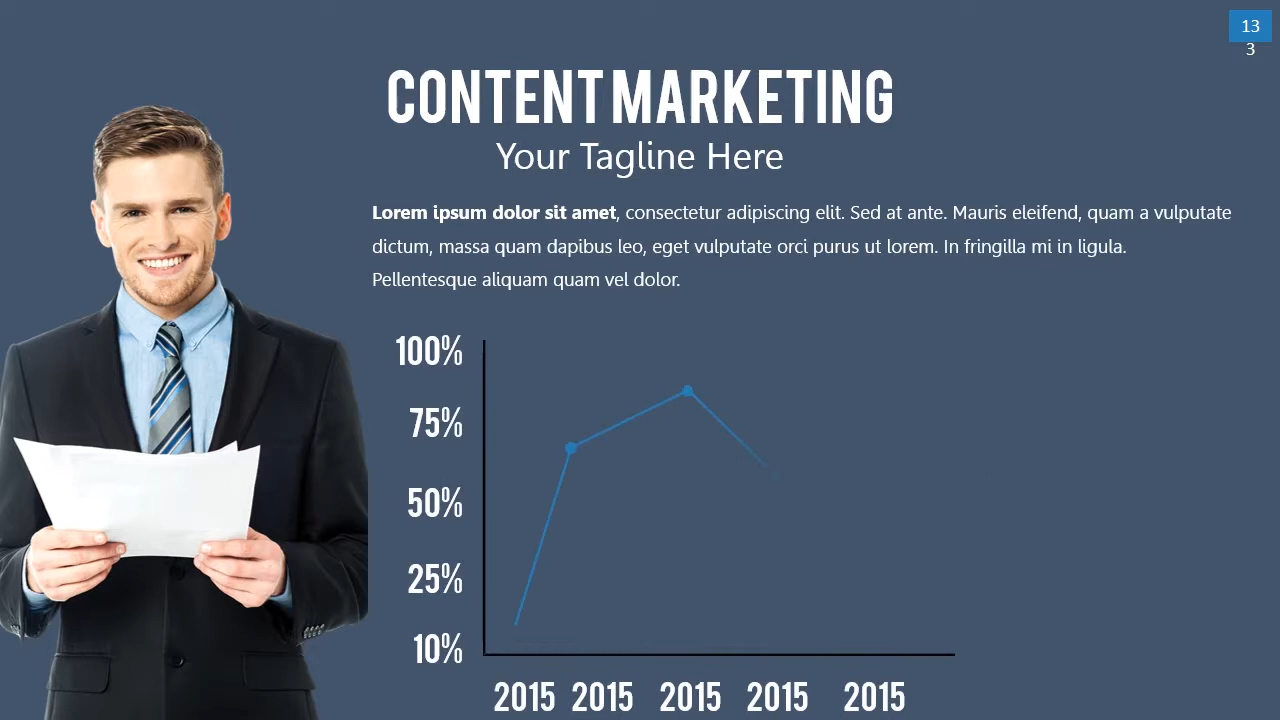 13
3
CONTENT MARKETING
Your Tagline Here
Lorem ipsum dolor sit amet, consectetur adipiscing elit. Sed at ante. Mauris eleifend, quam a vulputate
dictum, massa quam dapibus leo, eget vulputate orci purus ut lorem. In fringilla mi in ligula.
Pellentesque aliquam quam vel dolor.
100%
75%
50%
25%
10%
2015 2015 2015 2015 2015